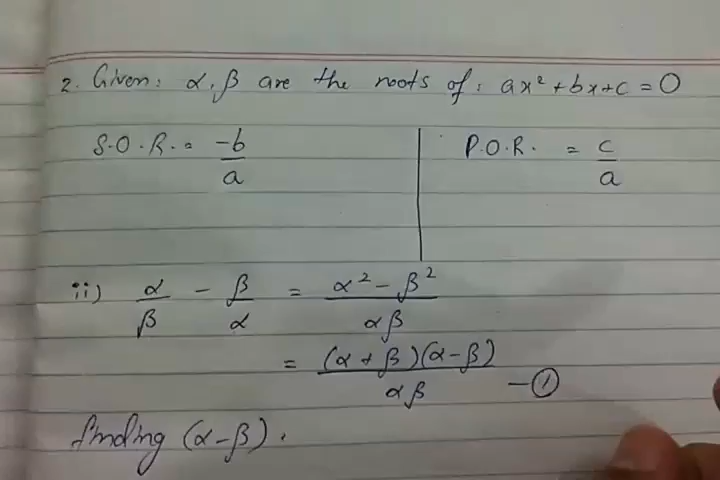 2. Given: α, β are the roots of: ax² + bx + c = 0
S.O.R. = -b/a
P.O.R. = c/a
ii) α/β - β/α = α² - β²/αβ
= (α + β)(α - β)/αβ - ①
finding (α - β).